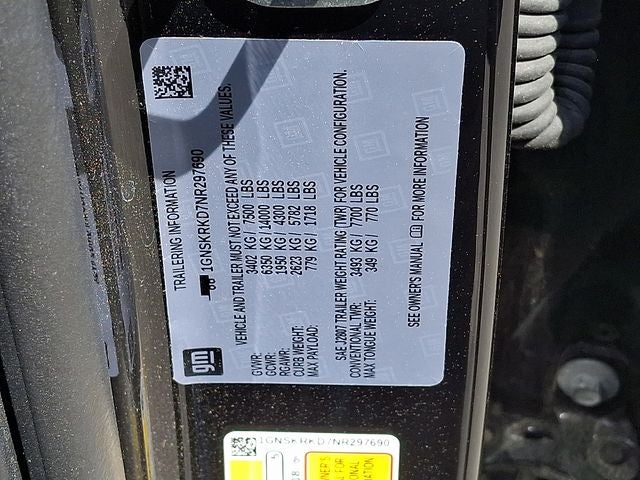 TRAILERING INFORMATION
1GNSKRKD7NR297690
gm
VEHICLE AND TRAILER MUST NOT EXCEED ANY OF THESE VALUES.
GVWR: 3402 KG / 7500 LBS
GCWR: 6350 KG / 14000 LBS
RGAWR: 1950 KG / 4300 LBS
CURB WEIGHT: 2623 KG / 5782 LBS
MAX PAYLOAD: 779 KG / 1718 LBS
SAE J2807 TRAILER WEIGHT RATING (TWR) FOR VEHICLE CONFIGURATION.
CONVENTIONAL TWR: 3493 KG / 7700 LBS
MAX TONGUE WEIGHT: 349 KG / 770 LBS
SEE OWNERS MANUAL FOR MORE INFORMATION
1GNSKRKD7NR297690